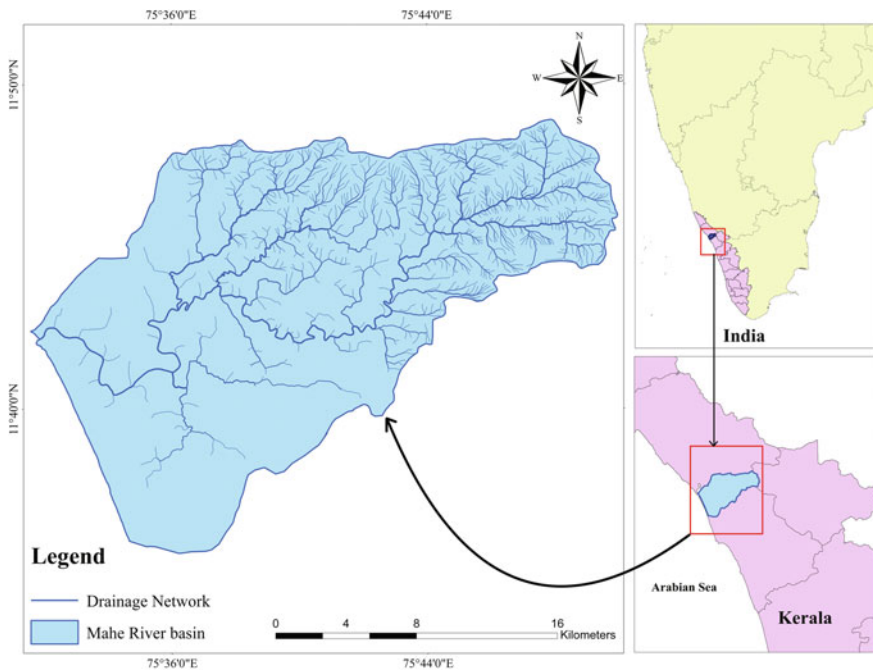 75°36'0"E
75°44'0"E
11°50'0"N
11°40'0"N
N
W
E
S
Legend
Drainage Network
Mahe River basin
0 4 8 16
Kilometers
75°36'0"E
75°44'0"E
India
Arabian Sea
Kerala